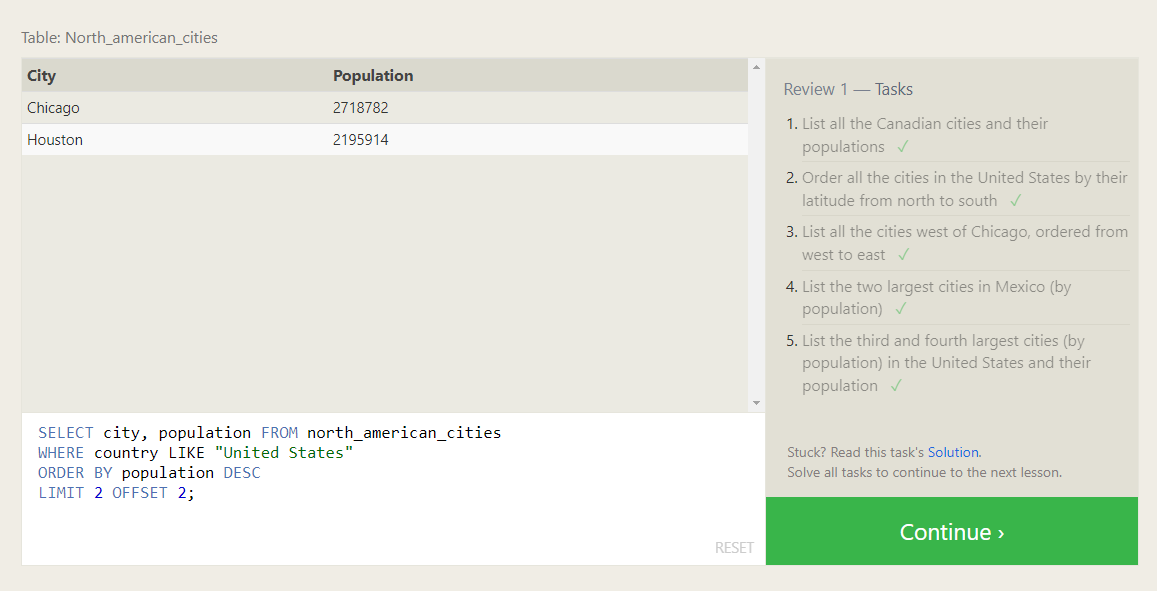 Table: North_american_cities
City Population
Chicago 2718782
Houston 2195914
SELECT city, population FROM north_american_cities
WHERE country LIKE "United States"
ORDER BY population DESC
LIMIT 2 OFFSET 2;
RESET
Review 1 — Tasks
1. List all the Canadian cities and their
populations ✓
2. Order all the cities in the United States by their
latitude from north to south ✓
3. List all the cities west of Chicago, ordered from
west to east ✓
4. List the two largest cities in Mexico (by
population) ✓
5. List the third and fourth largest cities (by
population) in the United States and their
population ✓
Stuck? Read this task's Solution.
Solve all tasks to continue to the next lesson.
Continue ›